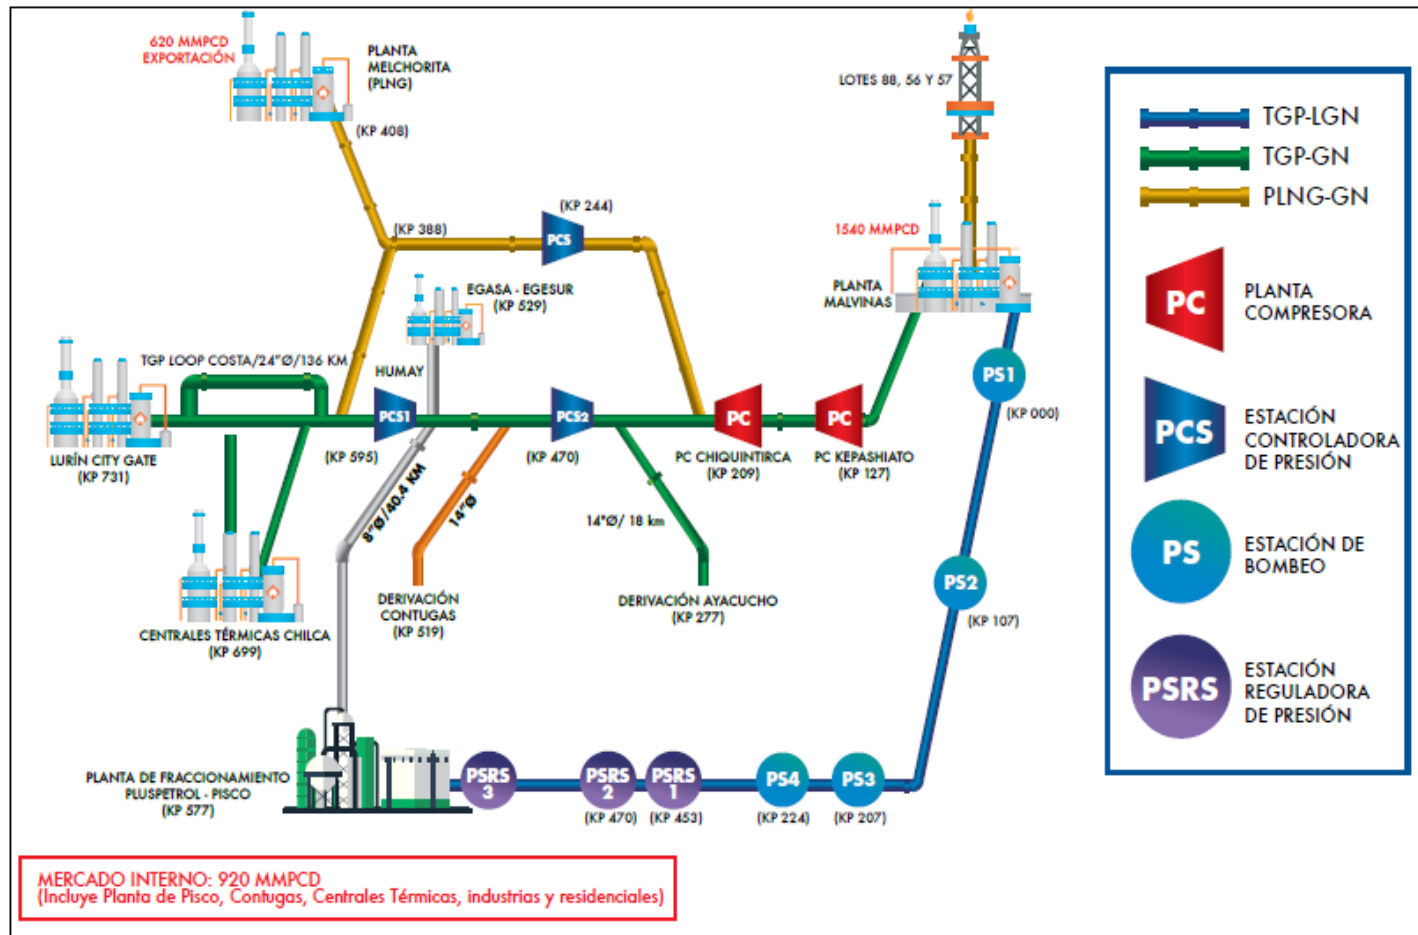 620 MMPCD
EXPORTACIÓN
PLANTA
MELCHORITA
(PLNG)
(KP 408)
LOTES 88, 56 Y 57
TGP-LGN
TGP-GN
PLNG-GN
(KP 388)
(KP 244)
PCS
1540 MMPCD
PLANTA
MALVINAS
EGASA - EGESUR
(KP 529)
HUMAY
TGP LOOP COSTA/24"Ø/136 KM
PCS1
PCS2
PC
PC
LURÍN CITY GATE
(KP 731)
(KP 595)
(KP 470)
PC CHIQUINTIRCA
(KP 209)
PC KEPASHIATO
(KP 127)
PS1
(KP 000)
8"Ø/40.4 KM
14"Ø
14"Ø/ 18 km
DERIVACIÓN
CONTUGAS
(KP 519)
DERIVACIÓN AYACUCHO
(KP 277)
CENTRALES TÉRMICAS CHILCA
(KP 699)
PS2
(KP 107)
PLANTA DE FRACCIONAMIENTO
PLUSPETROL - PISCO
(KP 577)
PSRS
3
PSRS
2
(KP 470)
PSRS
1
(KP 453)
PS4
(KP 224)
PS3
(KP 207)
PC
PLANTA
COMPRESORA
PCS
ESTACIÓN
CONTROLADORA
DE PRESIÓN
PS
ESTACIÓN DE
BOMBEO
PSRS
ESTACIÓN
REGULADORA
DE PRESIÓN
MERCADO INTERNO: 920 MMPCD
(Incluye Planta de Pisco, Contugas, Centrales Térmicas, industrias y residenciales)